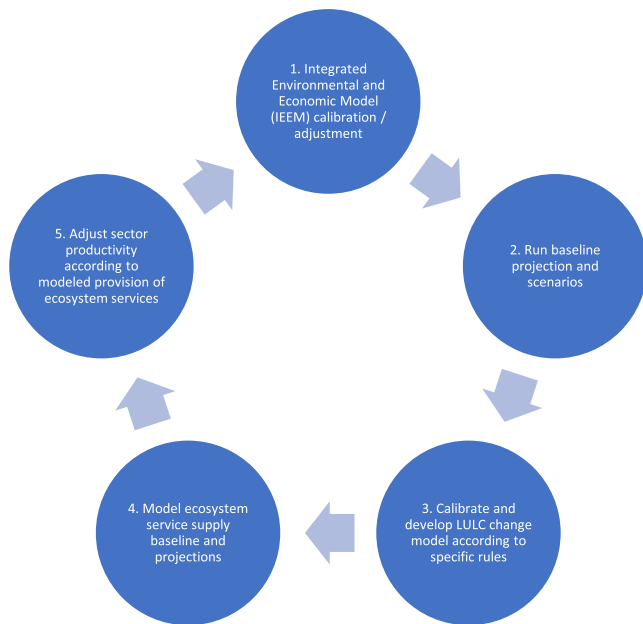 1. Integrated
Environmental and
Economic Model
(IEEM) calibration /
adjustment
2. Run baseline
projection and
scenarios
3. Calibrate and
develop LULC change
model according to
specific rules
4. Model ecosystem
service supply
baseline and
projections
5. Adjust sector
productivity
according to
modeled provision of
ecosystem services